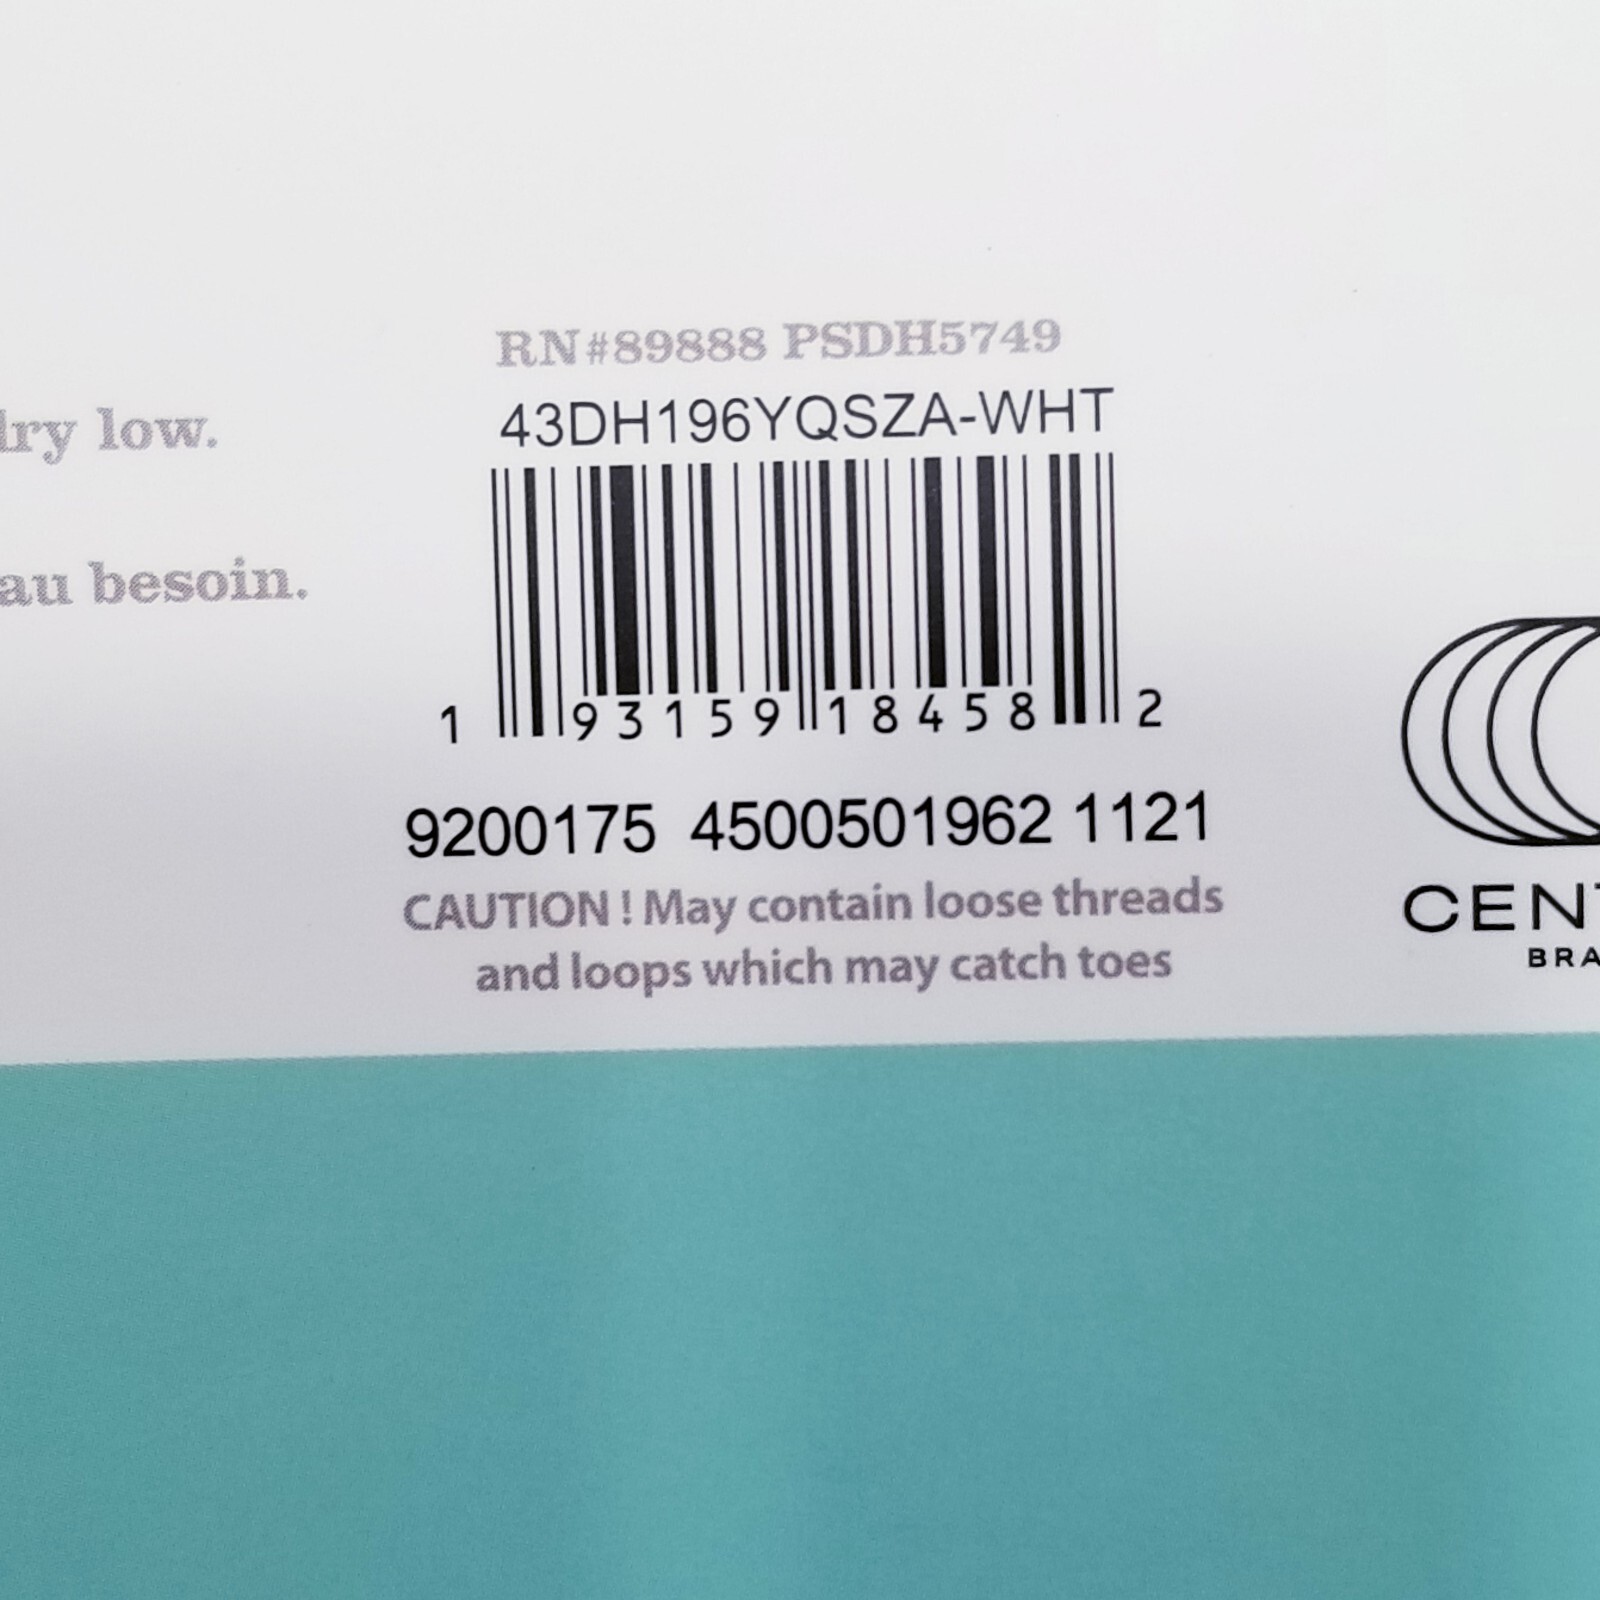 RN#89888 PSDH5749
43DH196YQSZA-WHT
dry low.
au besoin.
1 93159 18458 2
9200175 4500501962 1121
CAUTION ! May contain loose threads
and loops which may catch toes
CENT
BRA